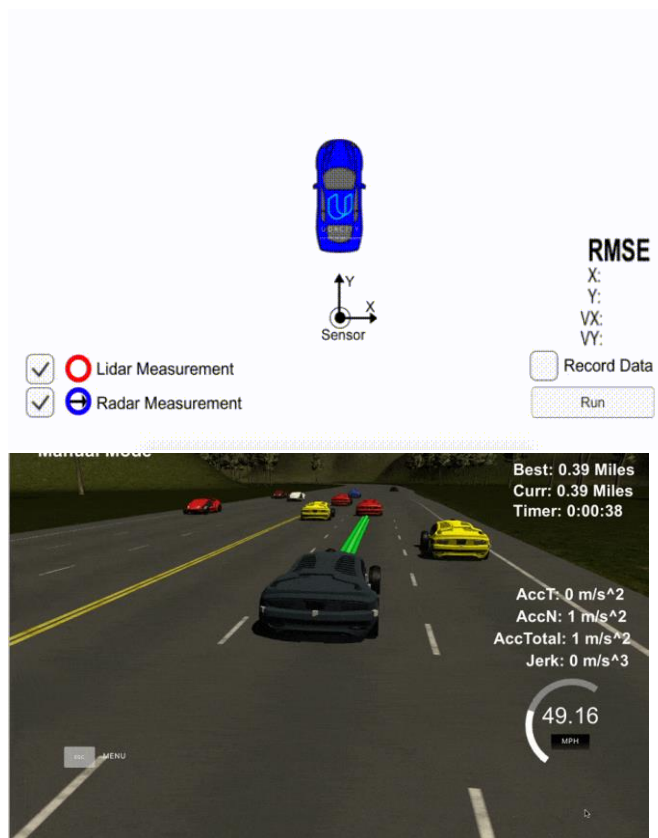 UDACITY
Y
X
Sensor
RMSE
X:
Y:
VX:
VY:
Lidar Measurement
Record Data
Radar Measurement
Run
Manual Mode
Best: 0.39 Miles
Curr: 0.39 Miles
Timer: 0:00:38
AccT: 0 m/s^2
AccN: 1 m/s^2
AccTotal: 1 m/s^2
Jerk: 0 m/s^3
49.16
MPH
ESC MENU